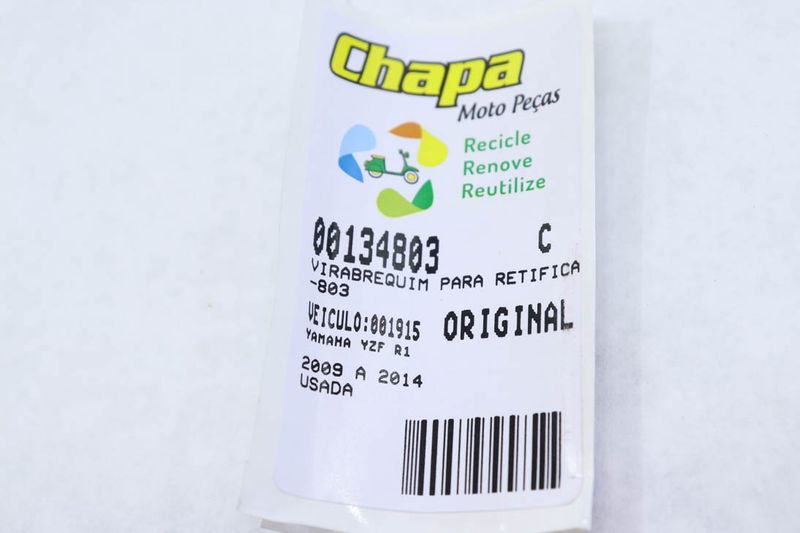 Chapa
Moto Peças
Recicle
Renove
Reutilize
00134803 C
VIRABREQUIM PARA RETIFICA
-803
VEICULO:001915 ORIGINAL
YAMAHA YZF R1
2009 A 2014
USADA